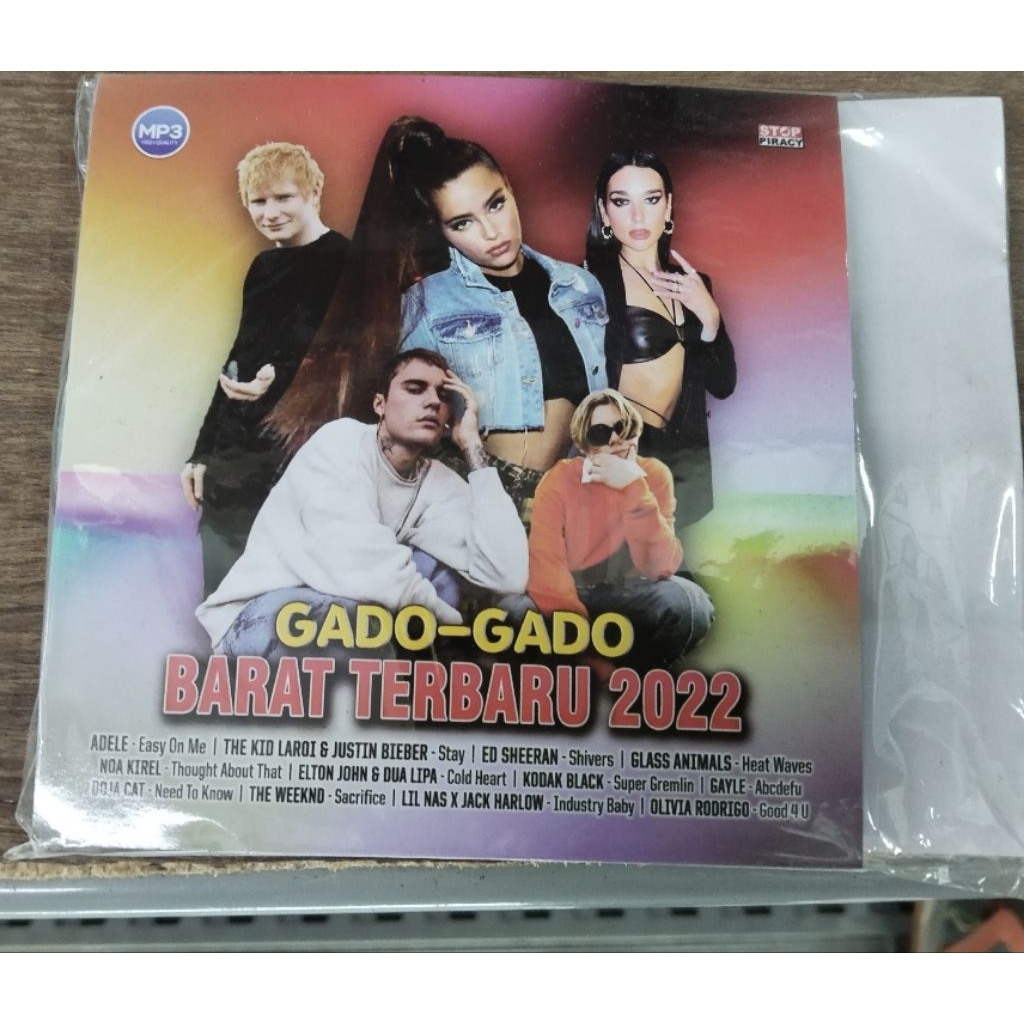 MP3
HIGH QUALITY
STOP
PIRACY
GADO-GADO
BARAT TERBARU 2022
ADELE - Easy On Me | THE KID LAROI & JUSTIN BIEBER - Stay | ED SHEERAN - Shivers | GLASS ANIMALS - Heat Waves
NOA KIREL - Thought About That | ELTON JOHN & DUA LIPA - Cold Heart | KODAK BLACK - Super Gremlin | GAYLE - Abcdefu
DOJA CAT - Need To Know | THE WEEKND - Sacrifice | LIL NAS X JACK HARLOW - Industry Baby | OLIVIA RODRIGO - Good 4 U